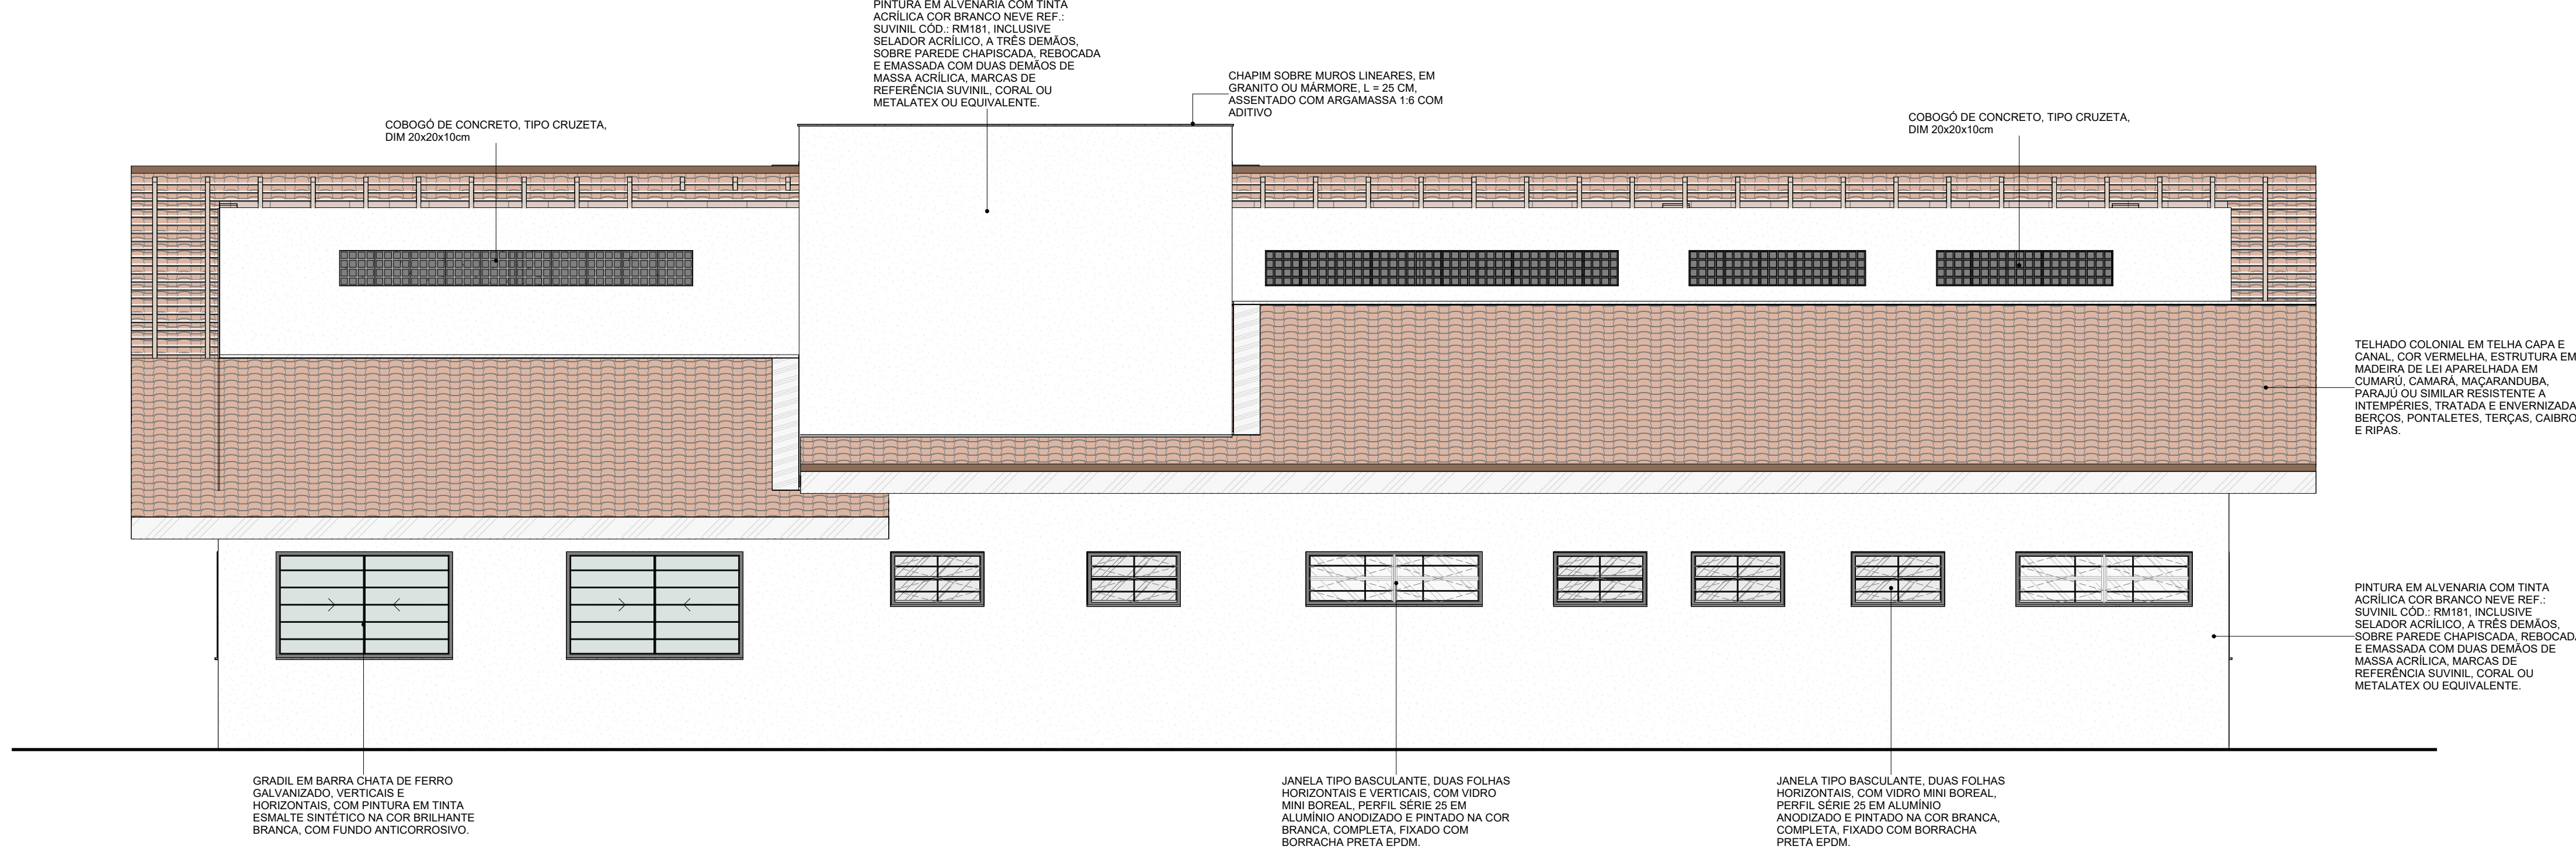 PINTURA EM ALVENARIA COM TINTA
ACRÍLICA COR BRANCO NEVE REF.:
SUVINIL CÓD.: RM181, INCLUSIVE
SELADOR ACRÍLICO, A TRÊS DEMÃOS,
SOBRE PAREDE CHAPISCADA, REBOCADA
E EMASSADA COM DUAS DEMÃOS DE
MASSA ACRÍLICA, MARCAS DE
REFERÊNCIA SUVINIL, CORAL OU
METALATEX OU EQUIVALENTE.
CHAPIM SOBRE MUROS LINEARES, EM
GRANITO OU MÁRMORE, L = 25 CM,
ASSENTADO COM ARGAMASSA 1:6 COM
ADITIVO
COBOGÓ DE CONCRETO, TIPO CRUZETA,
DIM 20x20x10cm
COBOGÓ DE CONCRETO, TIPO CRUZETA,
DIM 20x20x10cm
TELHADO COLONIAL EM TELHA CAPA E
CANAL, COR VERMELHA, ESTRUTURA EM
MADEIRA DE LEI APARELHADA EM
CUMARÚ, CAMARÁ, MAÇARANDUBA,
PARAJÚ OU SIMILAR RESISTENTE A
INTEMPÉRIES, TRATADA E ENVERNIZADA
BERÇOS, PONTALETES, TERÇAS, CAIBRO
E RIPAS.
PINTURA EM ALVENARIA COM TINTA
ACRÍLICA COR BRANCO NEVE REF.:
SUVINIL CÓD.: RM181, INCLUSIVE
SELADOR ACRÍLICO, A TRÊS DEMÃOS,
SOBRE PAREDE CHAPISCADA, REBOCADA
E EMASSADA COM DUAS DEMÃOS DE
MASSA ACRÍLICA, MARCAS DE
REFERÊNCIA SUVINIL, CORAL OU
METALATEX OU EQUIVALENTE.
GRADIL EM BARRA CHATA DE FERRO
GALVANIZADO, VERTICAIS E
HORIZONTAIS, COM PINTURA EM TINTA
ESMALTE SINTÉTICO NA COR BRILHANTE
BRANCA, COM FUNDO ANTICORROSIVO.
JANELA TIPO BASCULANTE, DUAS FOLHAS
HORIZONTAIS E VERTICAIS, COM VIDRO
MINI BOREAL, PERFIL SÉRIE 25 EM
ALUMÍNIO ANODIZADO E PINTADO NA COR
BRANCA, COMPLETA, FIXADO COM
BORRACHA PRETA EPDM.
JANELA TIPO BASCULANTE, DUAS FOLHAS
HORIZONTAIS, COM VIDRO MINI BOREAL,
PERFIL SÉRIE 25 EM ALUMÍNIO
ANODIZADO E PINTADO NA COR BRANCA,
COMPLETA, FIXADO COM BORRACHA
PRETA EPDM.